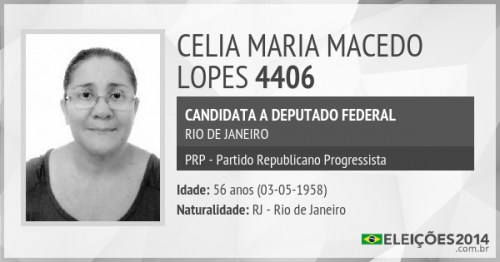 CELIA MARIA MACEDO
LOPES 4406
CANDIDATA A DEPUTADO FEDERAL
RIO DE JANEIRO
PRP - Partido Republicano Progressista
Idade: 56 anos (03-05-1958)
Naturalidade: RJ - Rio de Janeiro
ELEIÇÕES2014
.com.br